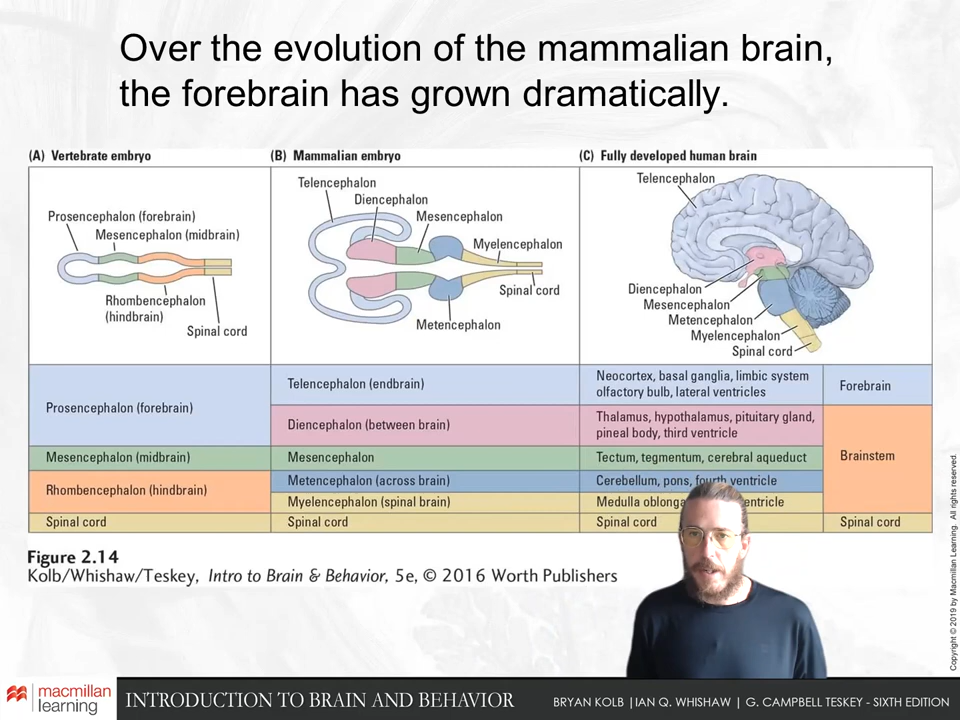 Over the evolution of the mammalian brain,
the forebrain has grown dramatically.
(A) Vertebrate embryo
Prosencephalon (forebrain)
Mesencephalon (midbrain)
Rhombencephalon
(hindbrain)
Spinal cord
(B) Mammalian embryo
Telencephalon
Diencephalon
Mesencephalon
Myelencephalon
Spinal cord
Metencephalon
(C) Fully developed human brain
Telencephalon
Diencephalon
Mesencephalon
Metencephalon
Myelencephalon
Spinal cord
Prosencephalon (forebrain)
Telencephalon (endbrain)
Neocortex, basal ganglia, limbic system
olfactory bulb, lateral ventricles
Forebrain
Diencephalon (between brain)
Thalamus, hypothalamus, pituitary gland,
pineal body, third ventricle
Brainstem
Mesencephalon (midbrain)
Mesencephalon
Tectum, tegmentum, cerebral aqueduct
Rhombencephalon (hindbrain)
Metencephalon (across brain)
Cerebellum, pons, fourth ventricle
Myelencephalon (spinal brain)
Medulla
Spinal cord
Spinal cord
Spinal cord
Spinal cord
Figure 2.14
Kolb/Whishaw/Teskey, Intro to Brain & Behavior, 5e, © 2016 Worth Publishers
Copyright © 2019 by Macmillan Learning. All rights reserved.
macmillan
learning
INTRODUCTION TO BRAIN AND BEHAVIOR
BRYAN KOLB |IAN Q. WHISHAW | G. CAMPBELL TESKEY - SIXTH EDITION